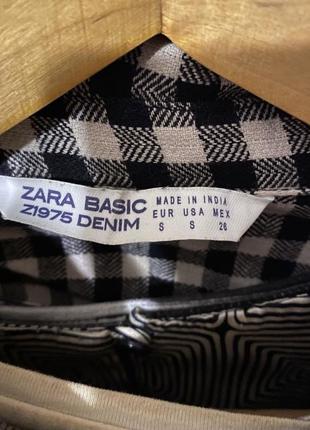 ZARA BASIC
Z1975 DENIM
MADE IN INDIA
EUR USA MEX
S S 26